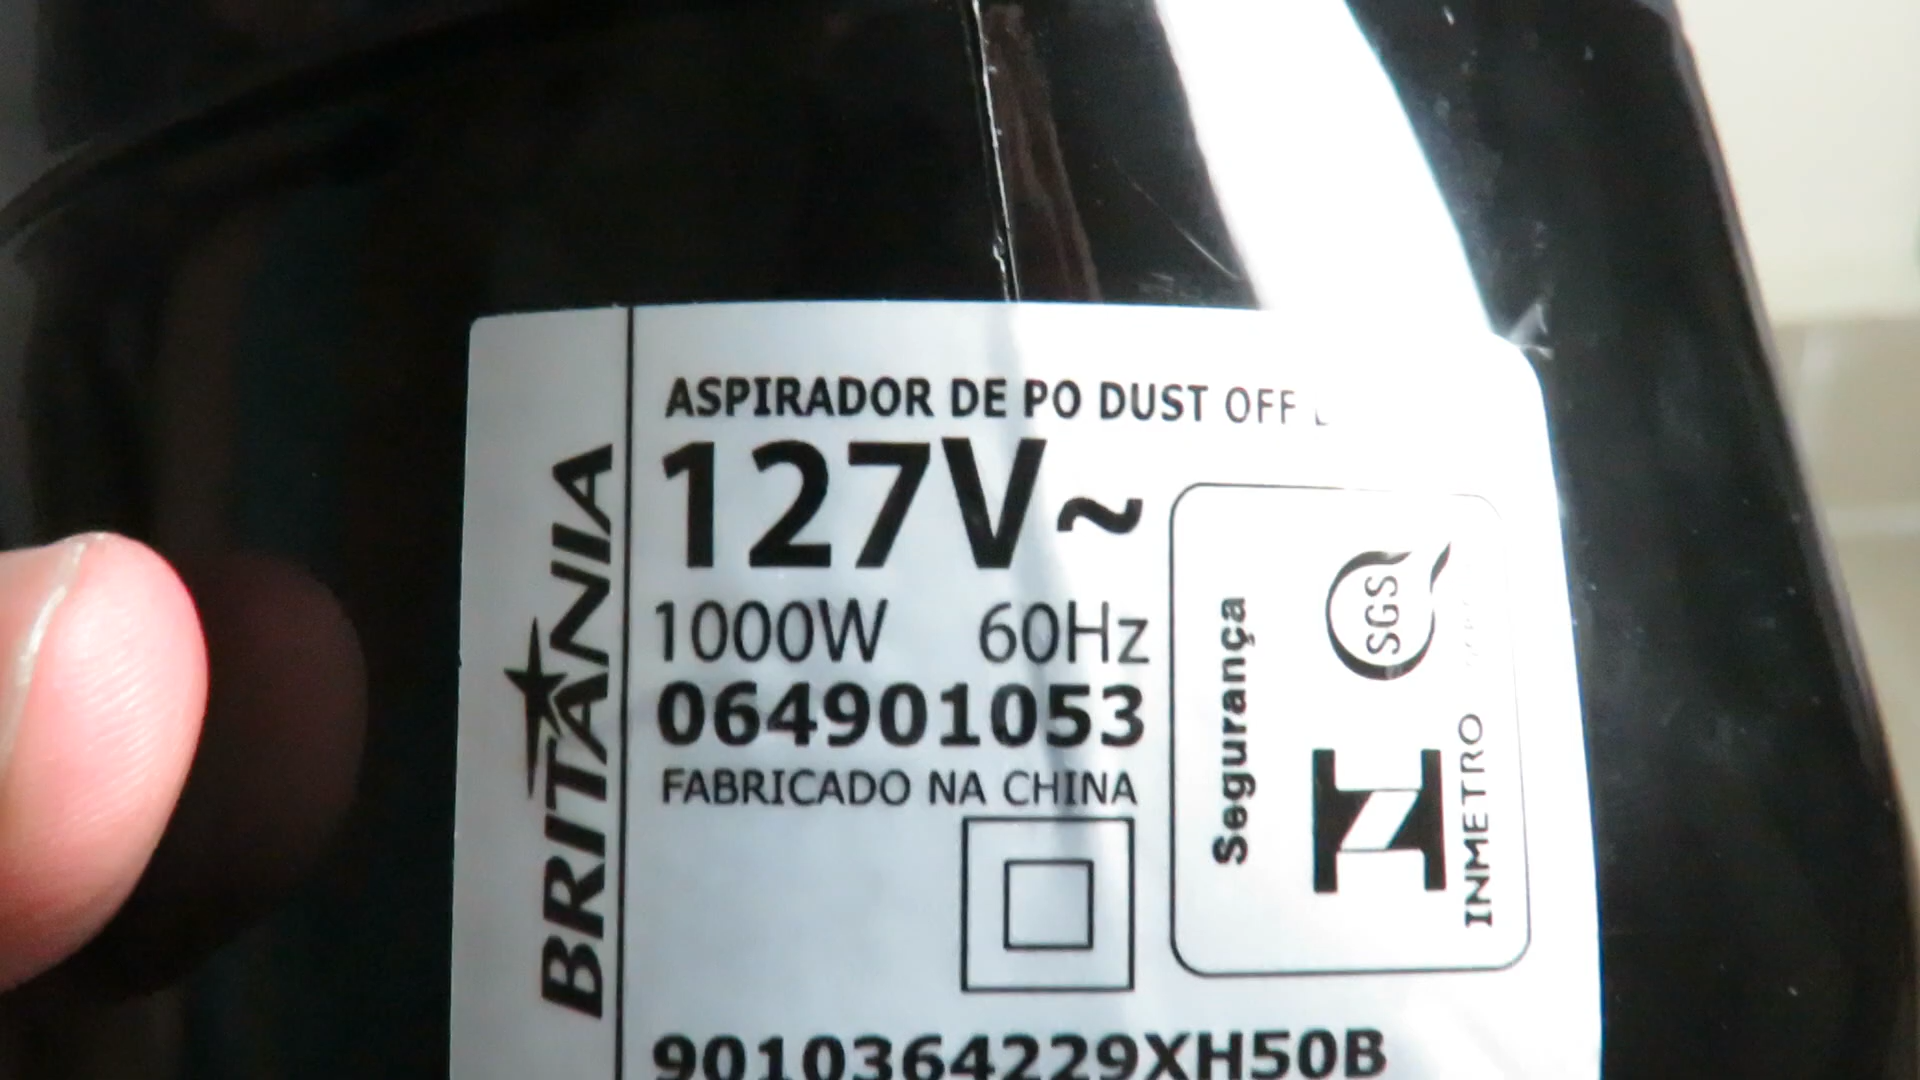 BRITANIA
ASPIRADOR DE PO DUST OFF
127V~
1000W 60Hz
064901053
FABRICADO NA CHINA
9010364229XH50B
Segurança
SGS
INMETRO